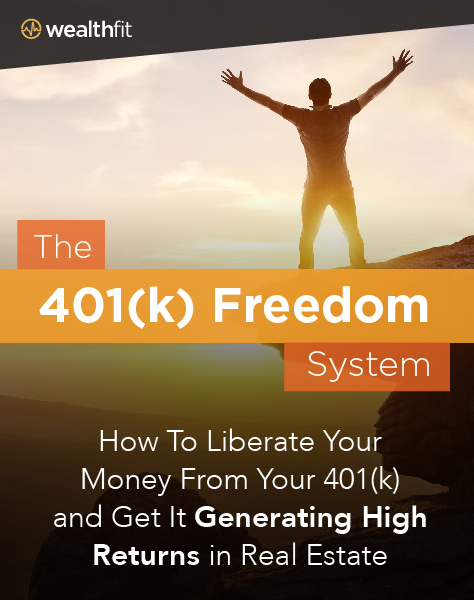 wealthfit
The
401(k) Freedom
System
How To Liberate Your
Money From Your 401(k)
and Get It Generating High
Returns in Real Estate